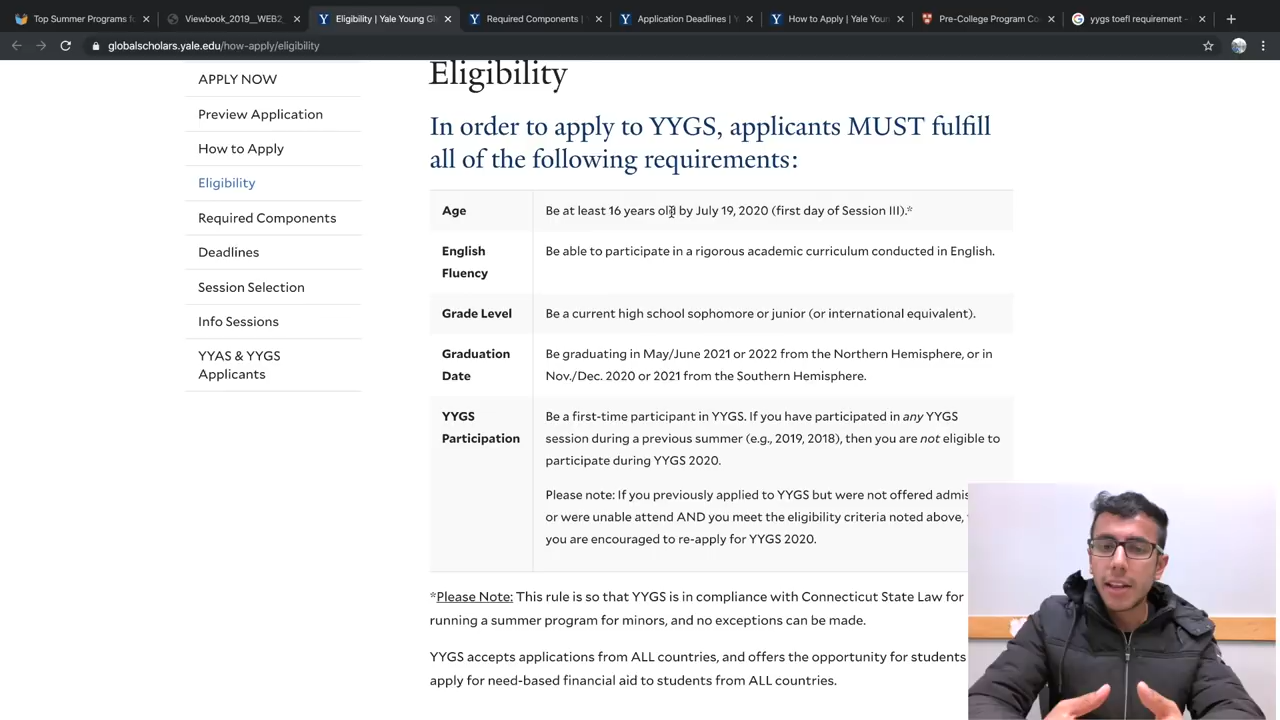 Top Summer Programs for
Viewbook_2019__WEB2_
Eligibility | Yale Young Gl
Required Components | Y
Application Deadlines | Y
How to Apply | Yale Youn
Pre-College Program Co
yygs toefl requirement -
globalscholars.yale.edu/how-apply/eligibility
APPLY NOW
Preview Application
How to Apply
Eligibility
Required Components
Deadlines
Session Selection
Info Sessions
YYAS & YYGS
Applicants
Eligibility
In order to apply to YYGS, applicants MUST fulfill
all of the following requirements:
Age
Be at least 16 years old by July 19, 2020 (first day of Session III).*
English
Fluency
Be able to participate in a rigorous academic curriculum conducted in English.
Grade Level
Be a current high school sophomore or junior (or international equivalent).
Graduation
Date
Be graduating in May/June 2021 or 2022 from the Northern Hemisphere, or in
Nov./Dec. 2020 or 2021 from the Southern Hemisphere.
YYGS
Participation
Be a first-time participant in YYGS. If you have participated in any YYGS
session during a previous summer (e.g., 2019, 2018), then you are not eligible to
participate during YYGS 2020.
Please note: If you previously applied to YYGS but were not offered
or were unable attend AND you meet the eligibility criteria noted above,
you are encouraged to re-apply for YYGS 2020.
*Please Note: This rule is so that YYGS is in compliance with Connecticut State Law for
running a summer program for minors, and no exceptions can be made.
YYGS accepts applications from ALL countries, and offers the opportunity for students
apply for need-based financial aid to students from ALL countries.